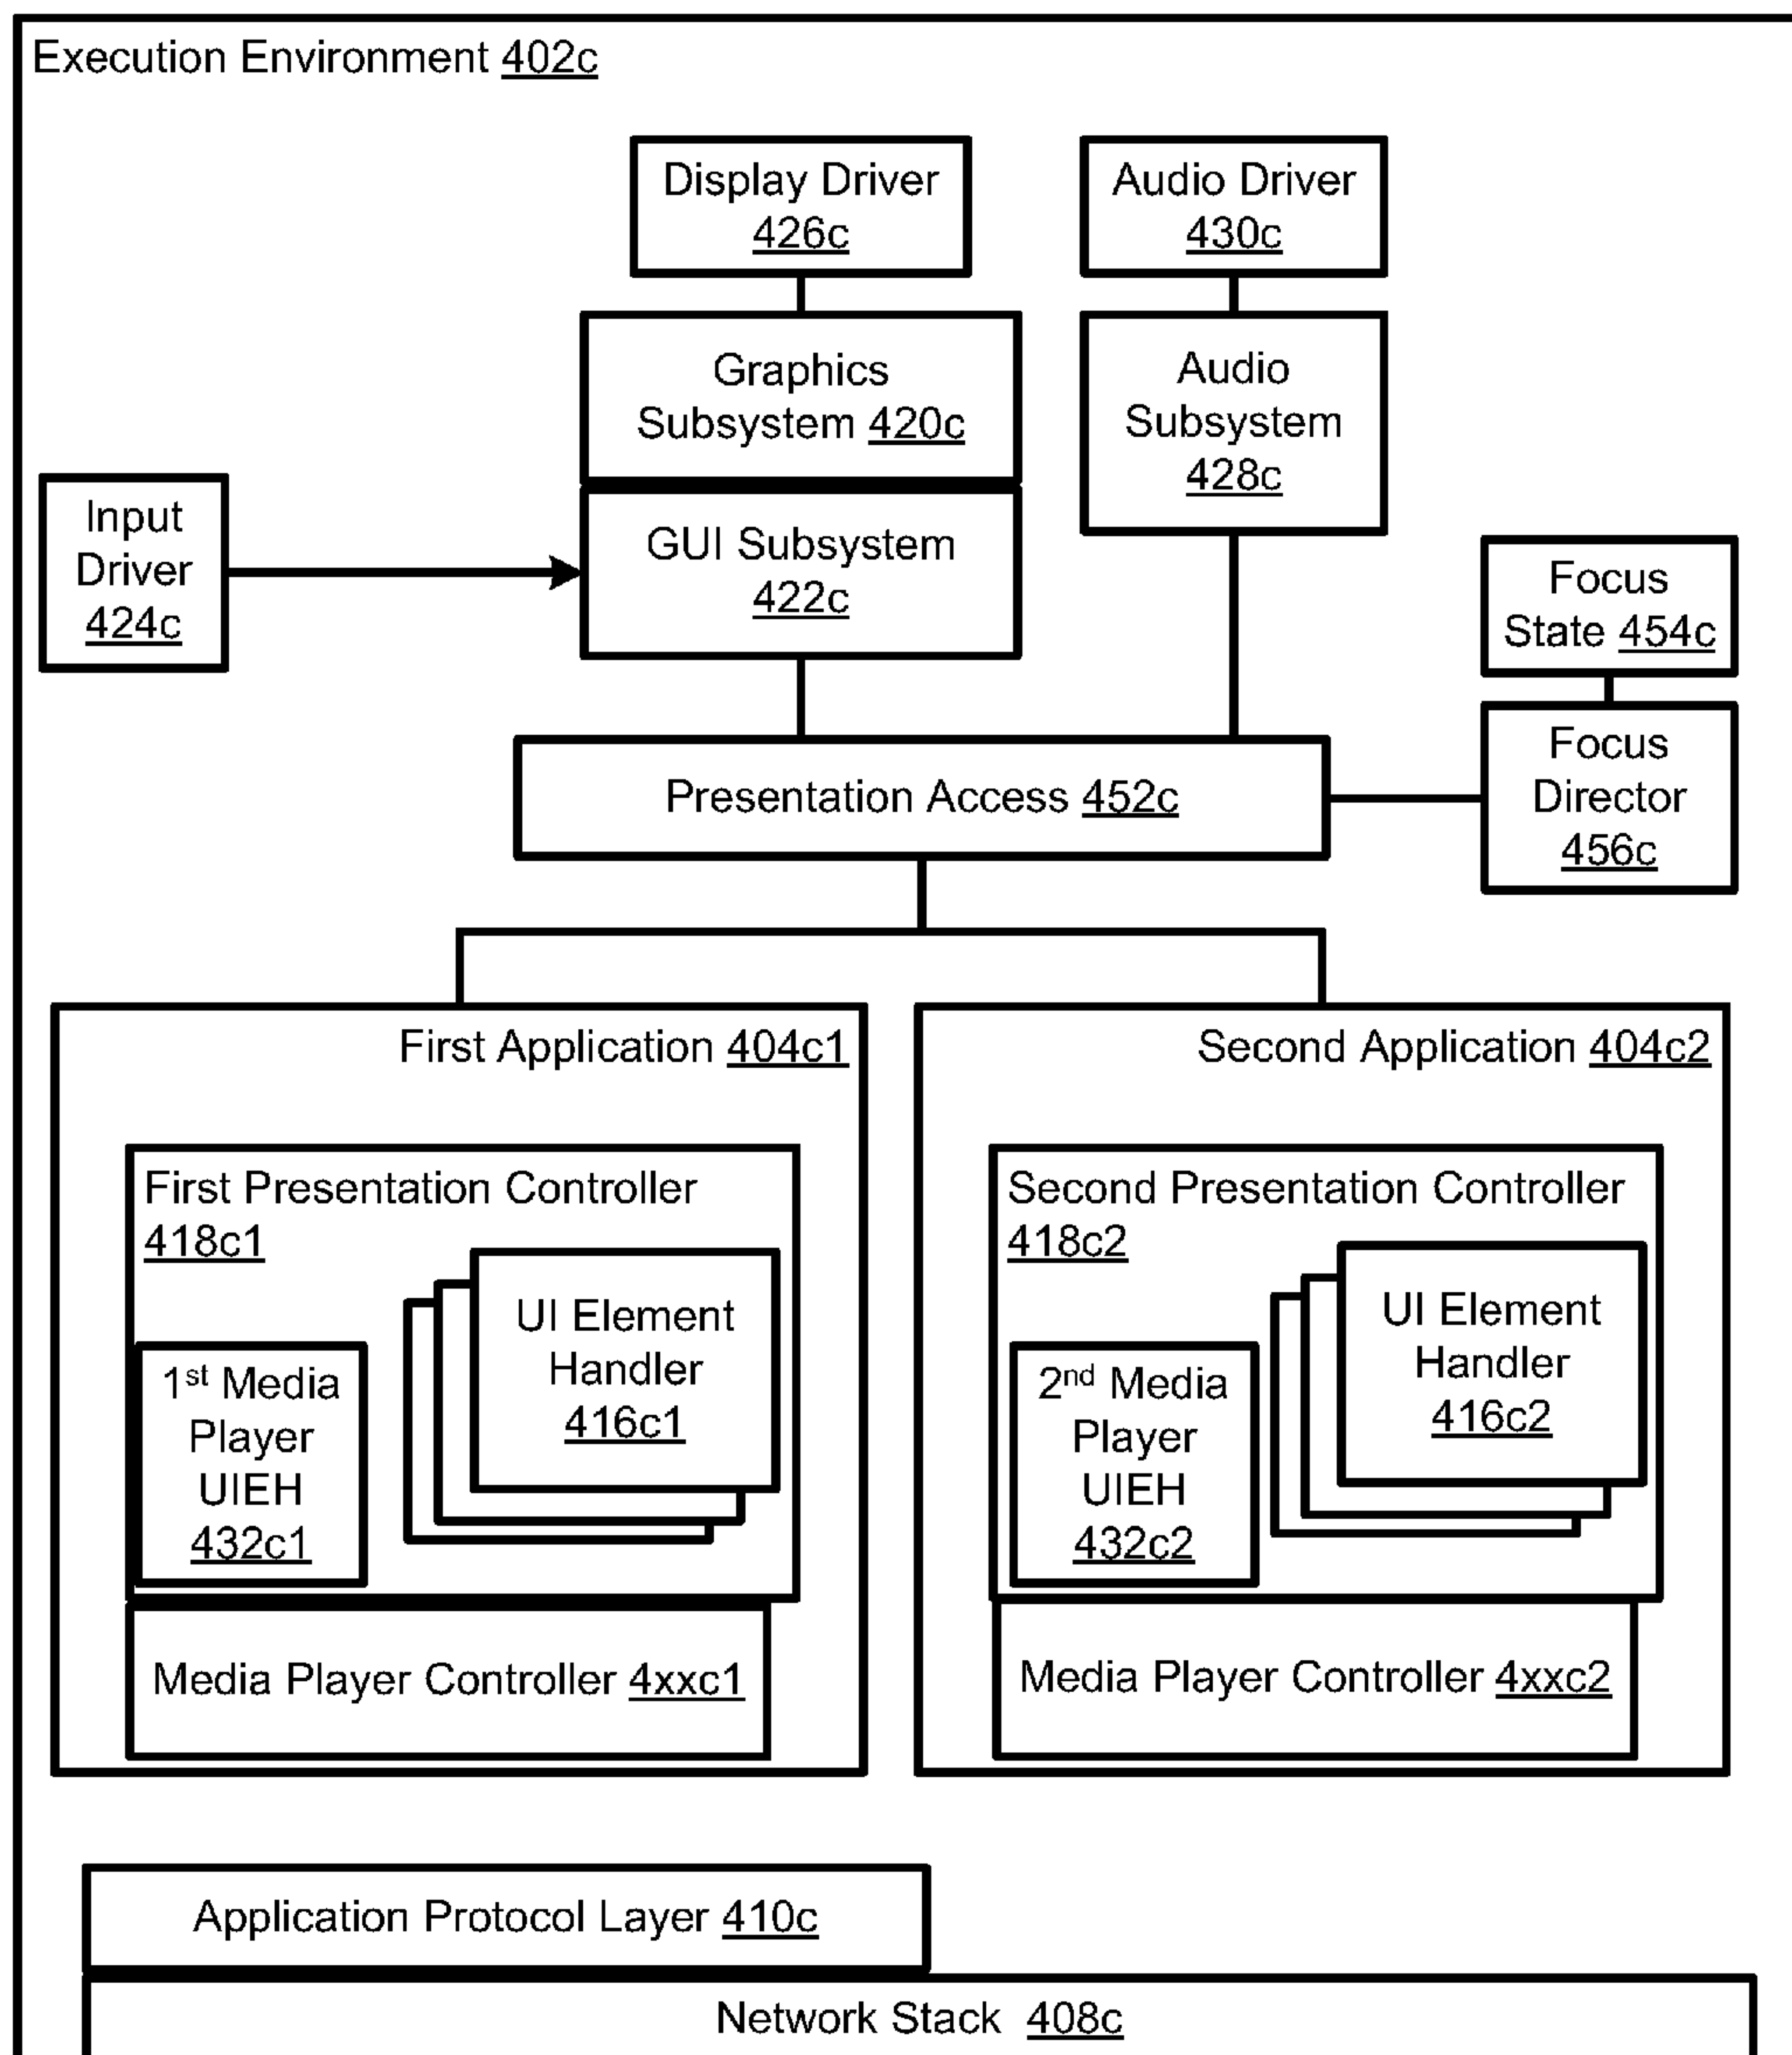 Execution Environment 402c
Display Driver
426c
Audio Driver
430c
Graphics
Subsystem 420c
Audio
Subsystem
428c
Input
Driver
424c
GUI Subsystem
422c
Focus
State 454c
Focus
Director
456c
Presentation Access 452c
First Application 404c1
First Presentation Controller
418c1
UI Element
Handler
416c1
1st Media
Player
UIEH
432c1
Media Player Controller 4xxc1
Second Application 404c2
Second Presentation Controller
418c2
UI Element
Handler
416c2
2nd Media
Player
UIEH
432c2
Media Player Controller 4xxc2
Application Protocol Layer 410c
Network Stack 408c